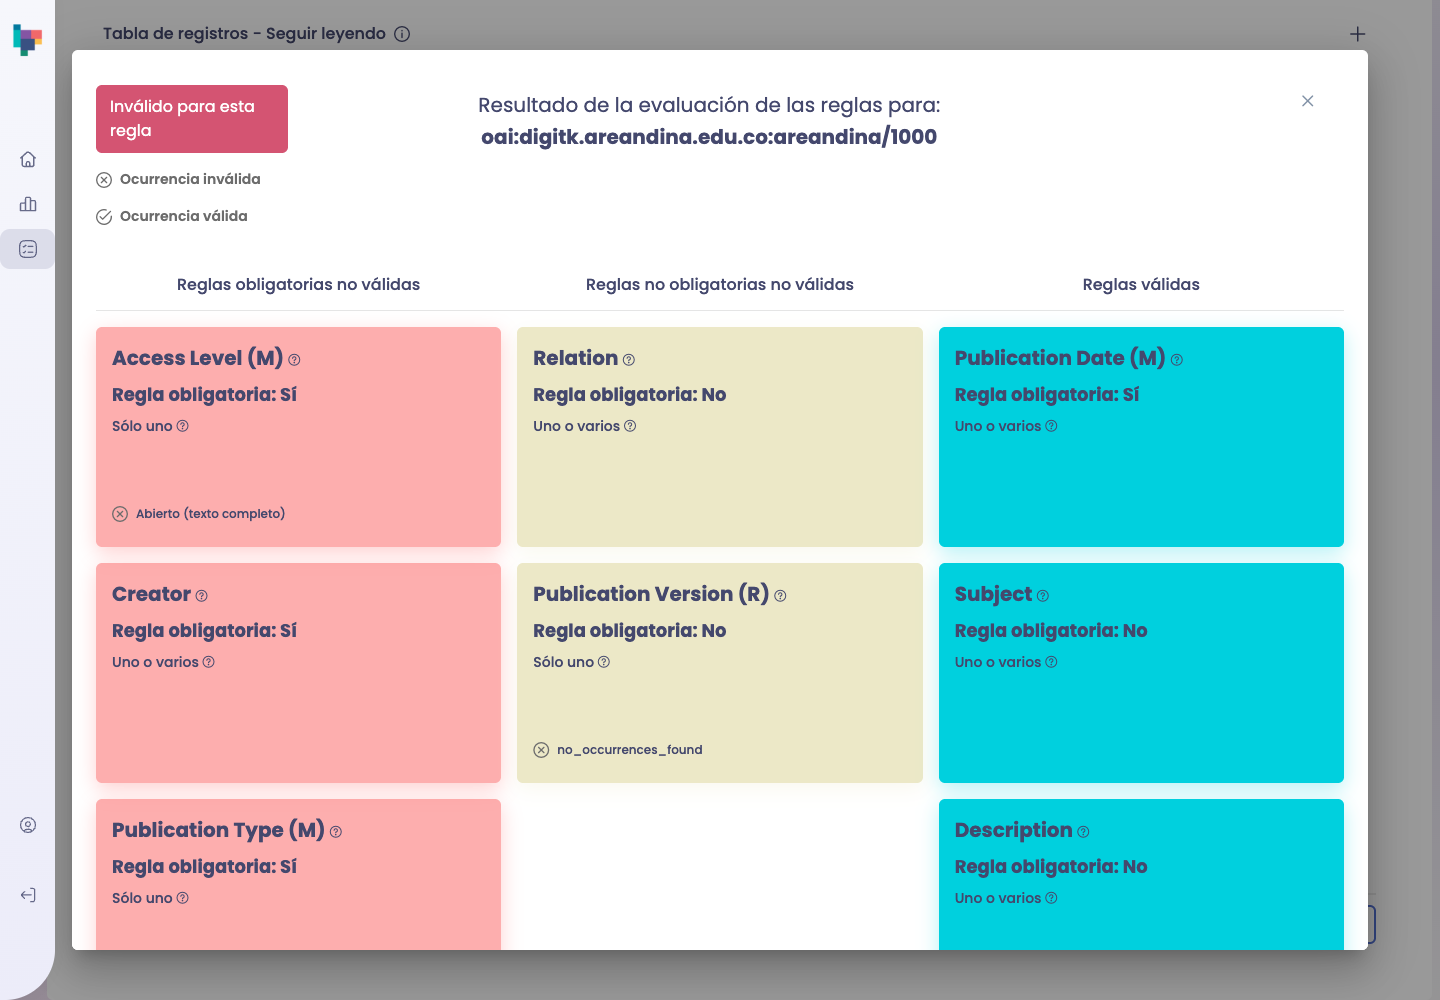 Tabla de registros - Seguir leyendo
Inválido para esta
regla
Ocurrencia inválida
Ocurrencia válida
Resultado de la evaluación de las reglas para:
oai:digitk.areandina.edu.co:areandina/1000
Reglas obligatorias no válidas
Reglas no obligatorias no válidas
Reglas válidas
Access Level (M)
Regla obligatoria: Sí
Sólo uno
Abierto (texto completo)
Relation
Regla obligatoria: No
Uno o varios
Publication Date (M)
Regla obligatoria: Sí
Uno o varios
Creator
Regla obligatoria: Sí
Uno o varios
Publication Version (R)
Regla obligatoria: No
Sólo uno
no_occurrences_found
Subject
Regla obligatoria: No
Uno o varios
Publication Type (M)
Regla obligatoria: Sí
Sólo uno
Description
Regla obligatoria: No
Uno o varios